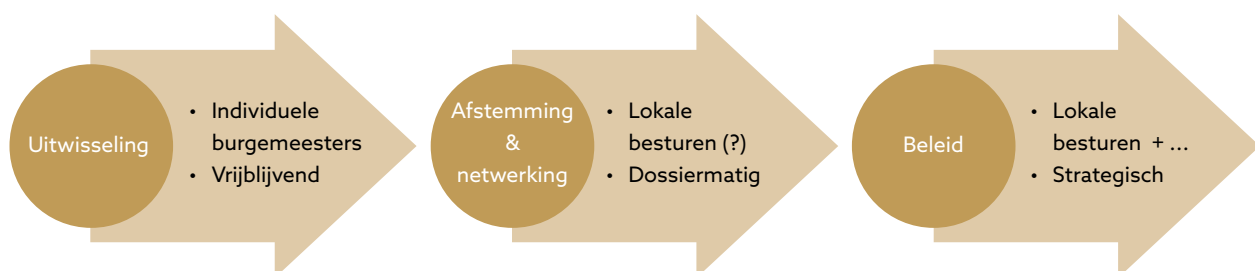 Uitwisseling
• Individuele
burgemeesters
• Vrijblijvend
Afstemming
&
netwerking
• Lokale
besturen (?)
• Dossiermatig
Beleid
• Lokale
besturen + ...
• Strategisch